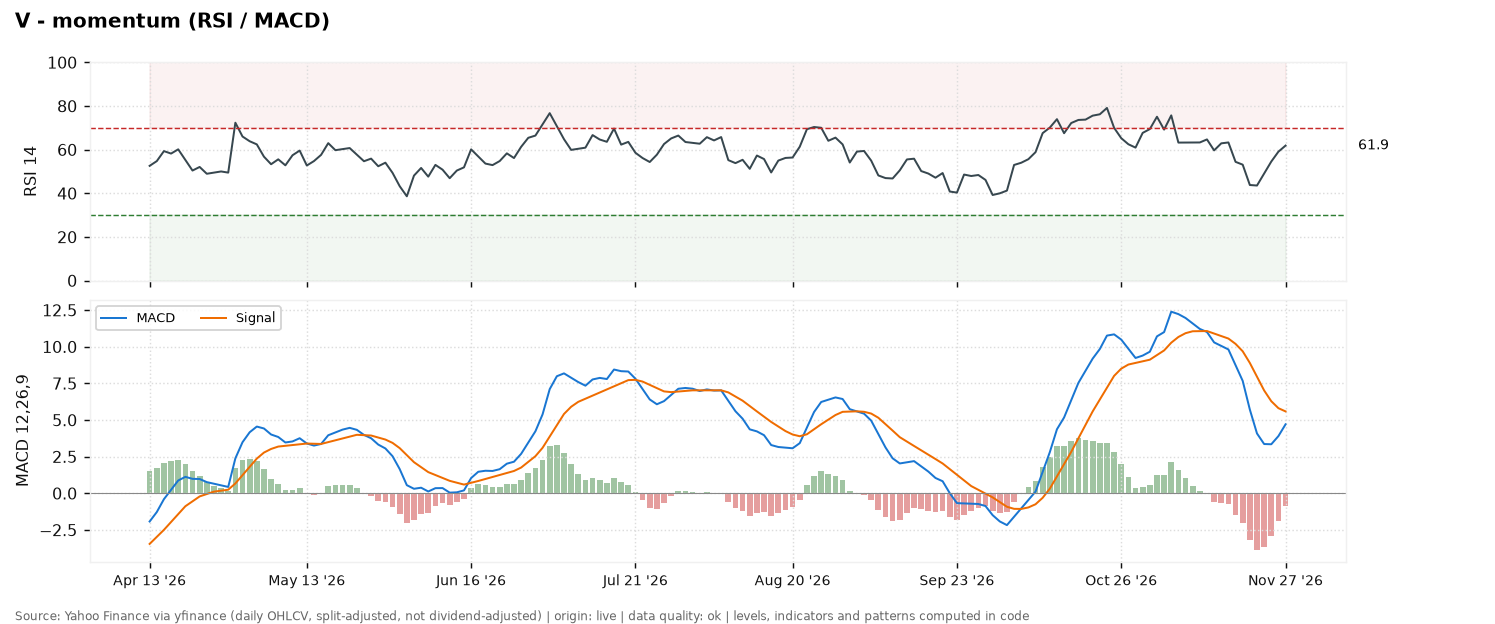 V - momentum (RSI / MACD)
100
80
60
40
20
0
RSI 14
61.9
MACD
Signal
12.5
10.0
7.5
5.0
2.5
0.0
−2.5
MACD 12,26,9
Apr 13 '26 May 13 '26 Jun 16 '26 Jul 21 '26 Aug 20 '26 Sep 23 '26 Oct 26 '26 Nov 27 '26
Source: Yahoo Finance via yfinance (daily OHLCV, split-adjusted, not dividend-adjusted) | origin: live | data quality: ok | levels, indicators and patterns computed in code